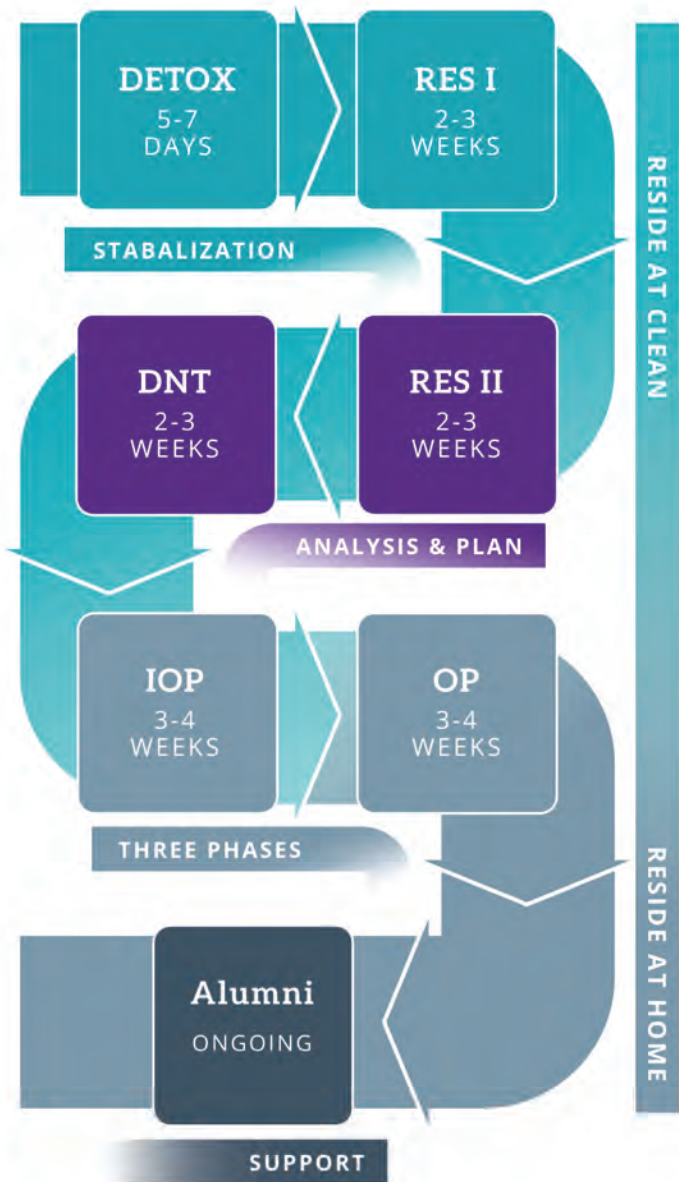 DETOX
5-7
DAYS
RES I
2-3
WEEKS
STABALIZATION
RESIDE AT CLEAN
RES II
2-3
WEEKS
DNT
2-3
WEEKS
ANALYSIS & PLAN
IOP
3-4
WEEKS
OP
3-4
WEEKS
THREE PHASES
RESIDE AT HOME
Alumni
ONGOING
SUPPORT